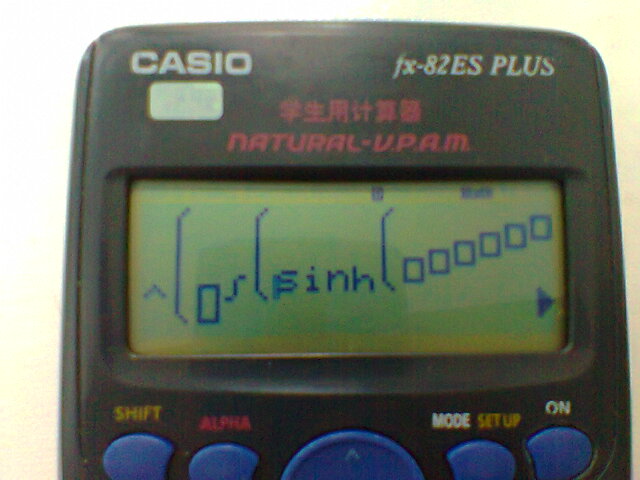 CASIO fx-82ES PLUS
学生用计算器
NATURAL-V.P.A.M.
Math
sinh(
SHIFT ALPHA MODE SETUP ON